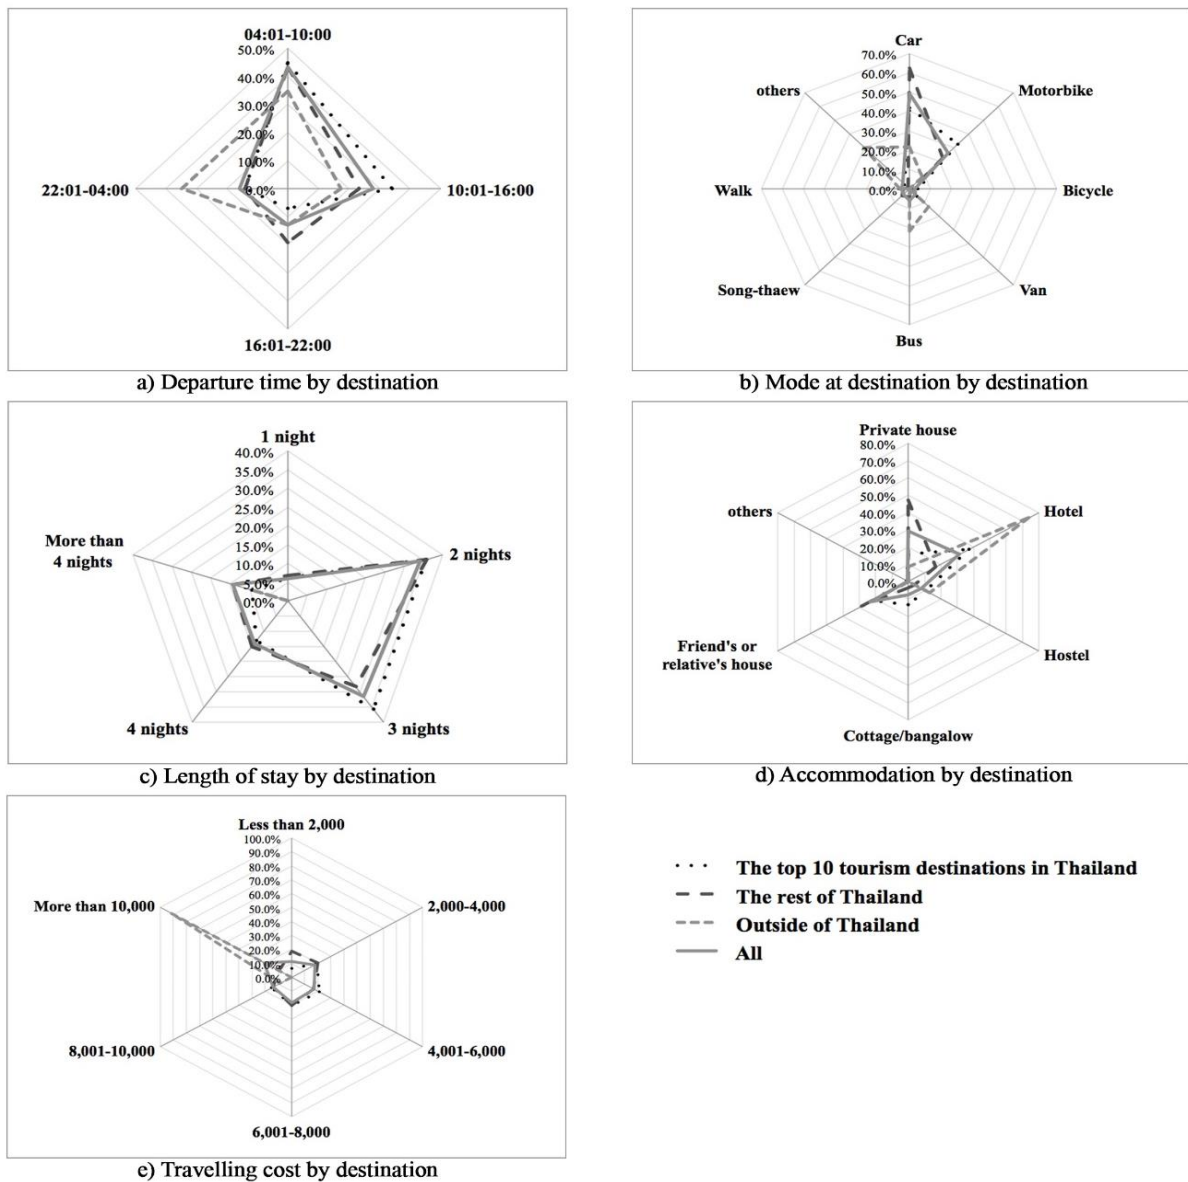 04:01-10:00
50.0%
40.0%
30.0%
20.0%
10.0%
0.0%
22:01-04:00
10:01-16:00
16:01-22:00
a) Departure time by destination
Car
70.0%
60.0%
50.0%
40.0%
30.0%
20.0%
10.0%
0.0%
others
Motorbike
Walk
Bicycle
Song-thaew
Van
Bus
b) Mode at destination by destination
1 night
40.0%
35.0%
30.0%
25.0%
20.0%
15.0%
10.0%
5.0%
0.0%
More than
4 nights
2 nights
4 nights
3 nights
c) Length of stay by destination
Private house
80.0%
70.0%
60.0%
50.0%
40.0%
30.0%
20.0%
10.0%
0.0%
others
Hotel
Friend's or
relative's house
Hostel
Cottage/bangalow
d) Accommodation by destination
Less than 2,000
100.0%
90.0%
80.0%
70.0%
60.0%
50.0%
40.0%
30.0%
20.0%
10.0%
0.0%
More than 10,000
2,000-4,000
8,001-10,000
4,001-6,000
6,001-8,000
e) Travelling cost by destination
The top 10 tourism destinations in Thailand
The rest of Thailand
Outside of Thailand
All